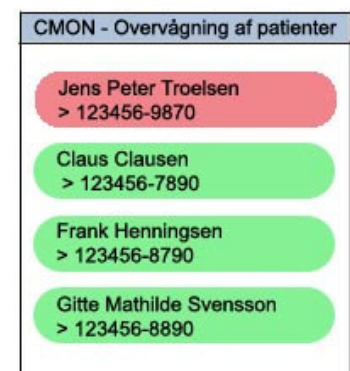 CMON - Overvågning af patienter
Jens Peter Troelsen
> 123456-9870
Claus Clausen
> 123456-7890
Frank Henningsen
> 123456-8790
Gitte Mathilde Svensson
> 123456-8890